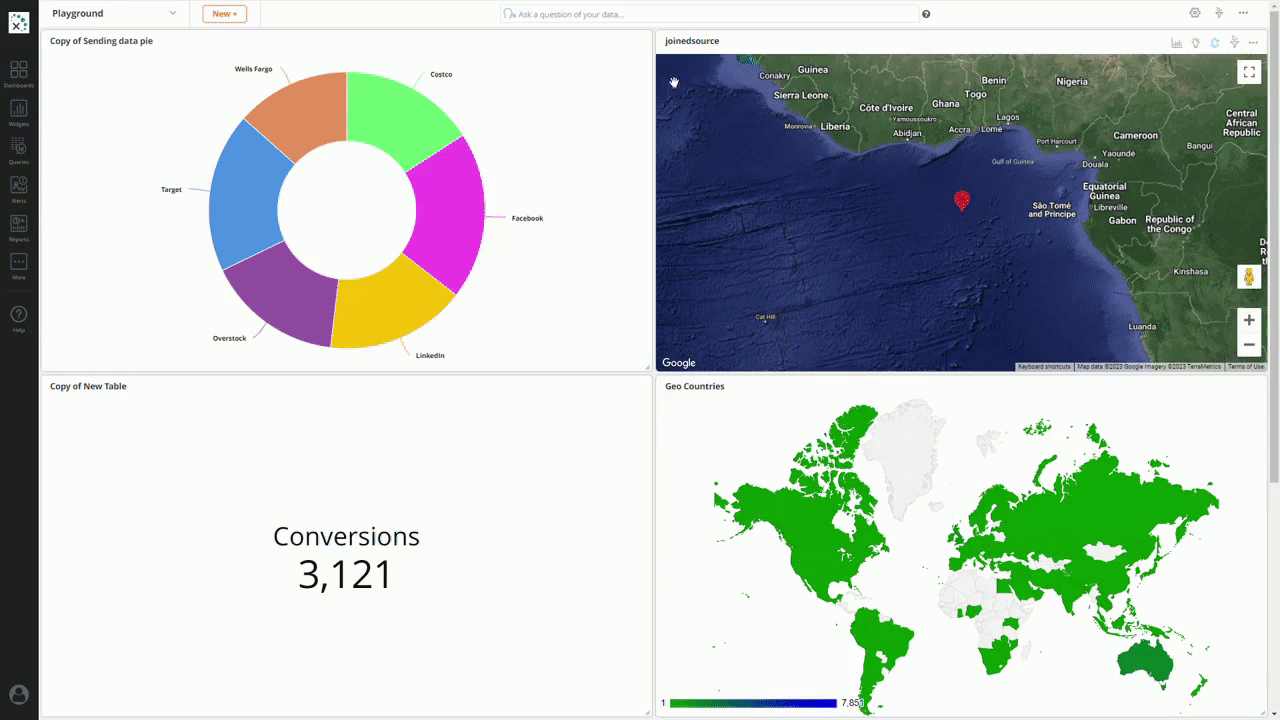 Playground
New +
Ask a question of your data...
Dashboards
Widgets
Queries
Alerts
Reports
More
Help
Copy of Sending data pie
Wells Fargo
Costco
Target
Facebook
Overstock
LinkedIn
joinedsource
Guinea
Conakry
Sierra Leone
Benin
Nigeria
Togo
Côte d'Ivoire
Ghana
Yamoussoukro
Monrovia
Liberia
Abidjan
Accra
Lomé
Lagos
Central
African
Republic
Cameroon
Port Harcourt
Bangui
Yaoundé
Gulf of Guinea
Douala
Equatorial
Guinea
São Tomé
and Príncipe
Libreville
Gabon
Republic of
the Congo
Kinshasa
Cat Hill
Luanda
Google
Keyboard shortcuts
Map data ©2023 Google Imagery ©2023 TerraMetrics
Terms of Use
Copy of New Table
Conversions
3,121
Geo Countries
1